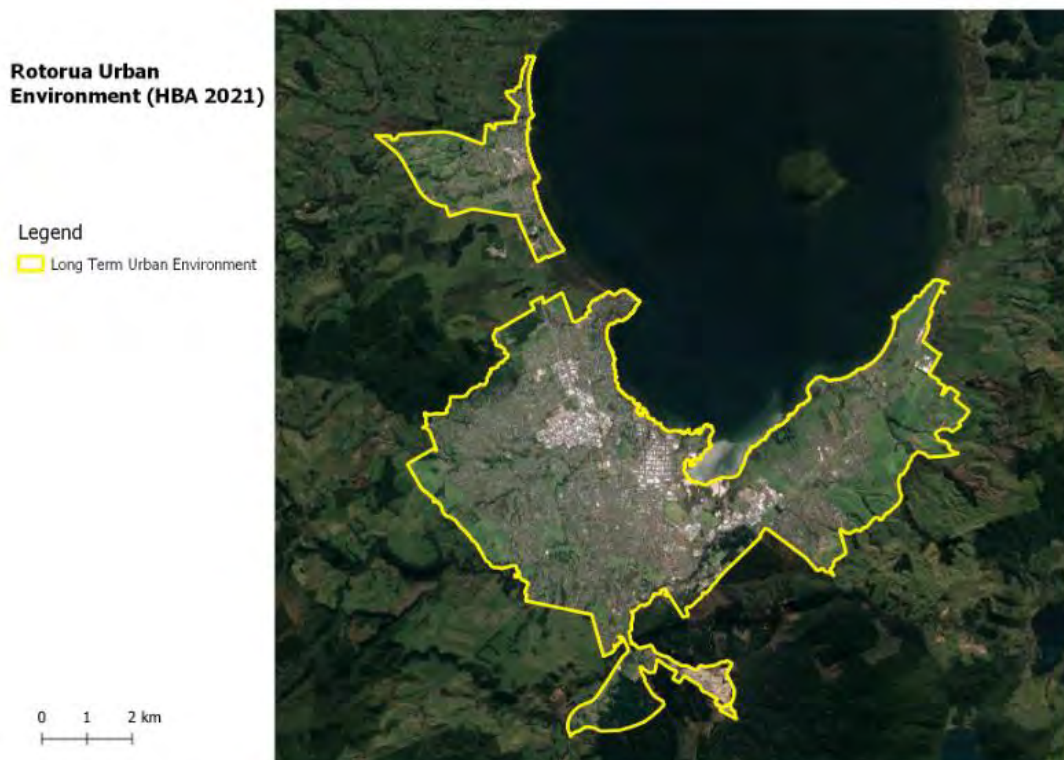 Rotorua Urban
Environment (HBA 2021)
Legend
Long Term Urban Environment
0 1 2 km